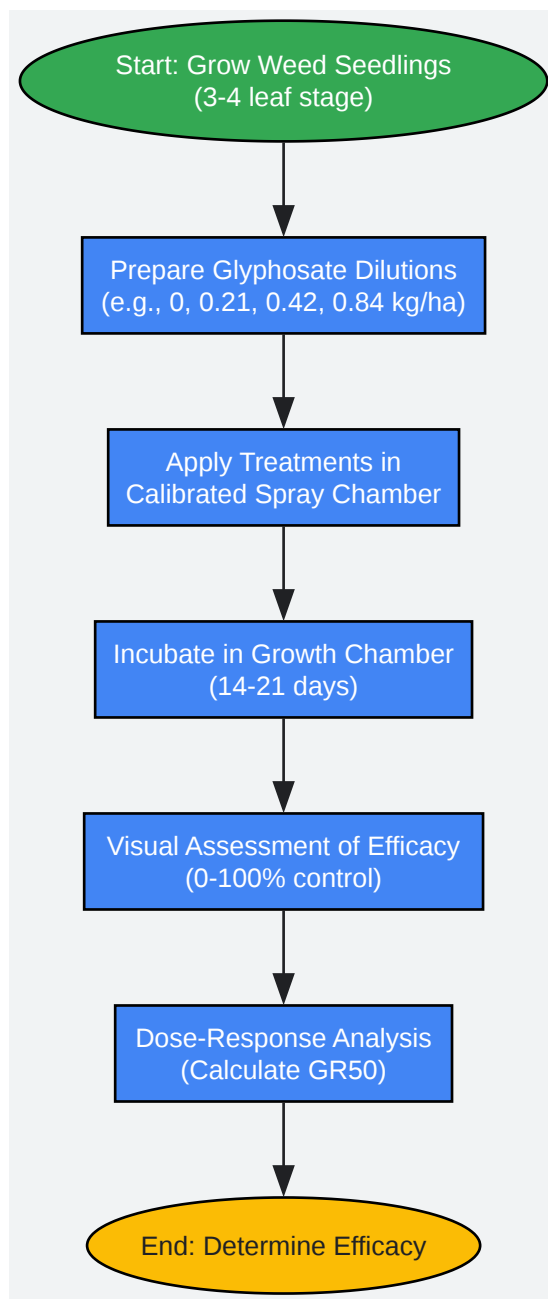 Start: Grow Weed Seedlings
(3-4 leaf stage)
Prepare Glyphosate Dilutions
(e.g., 0, 0.21, 0.42, 0.84 kg/ha)
Apply Treatments in
Calibrated Spray Chamber
Incubate in Growth Chamber
(14-21 days)
Visual Assessment of Efficacy
(0-100% control)
Dose-Response Analysis
(Calculate GR50)
End: Determine Efficacy